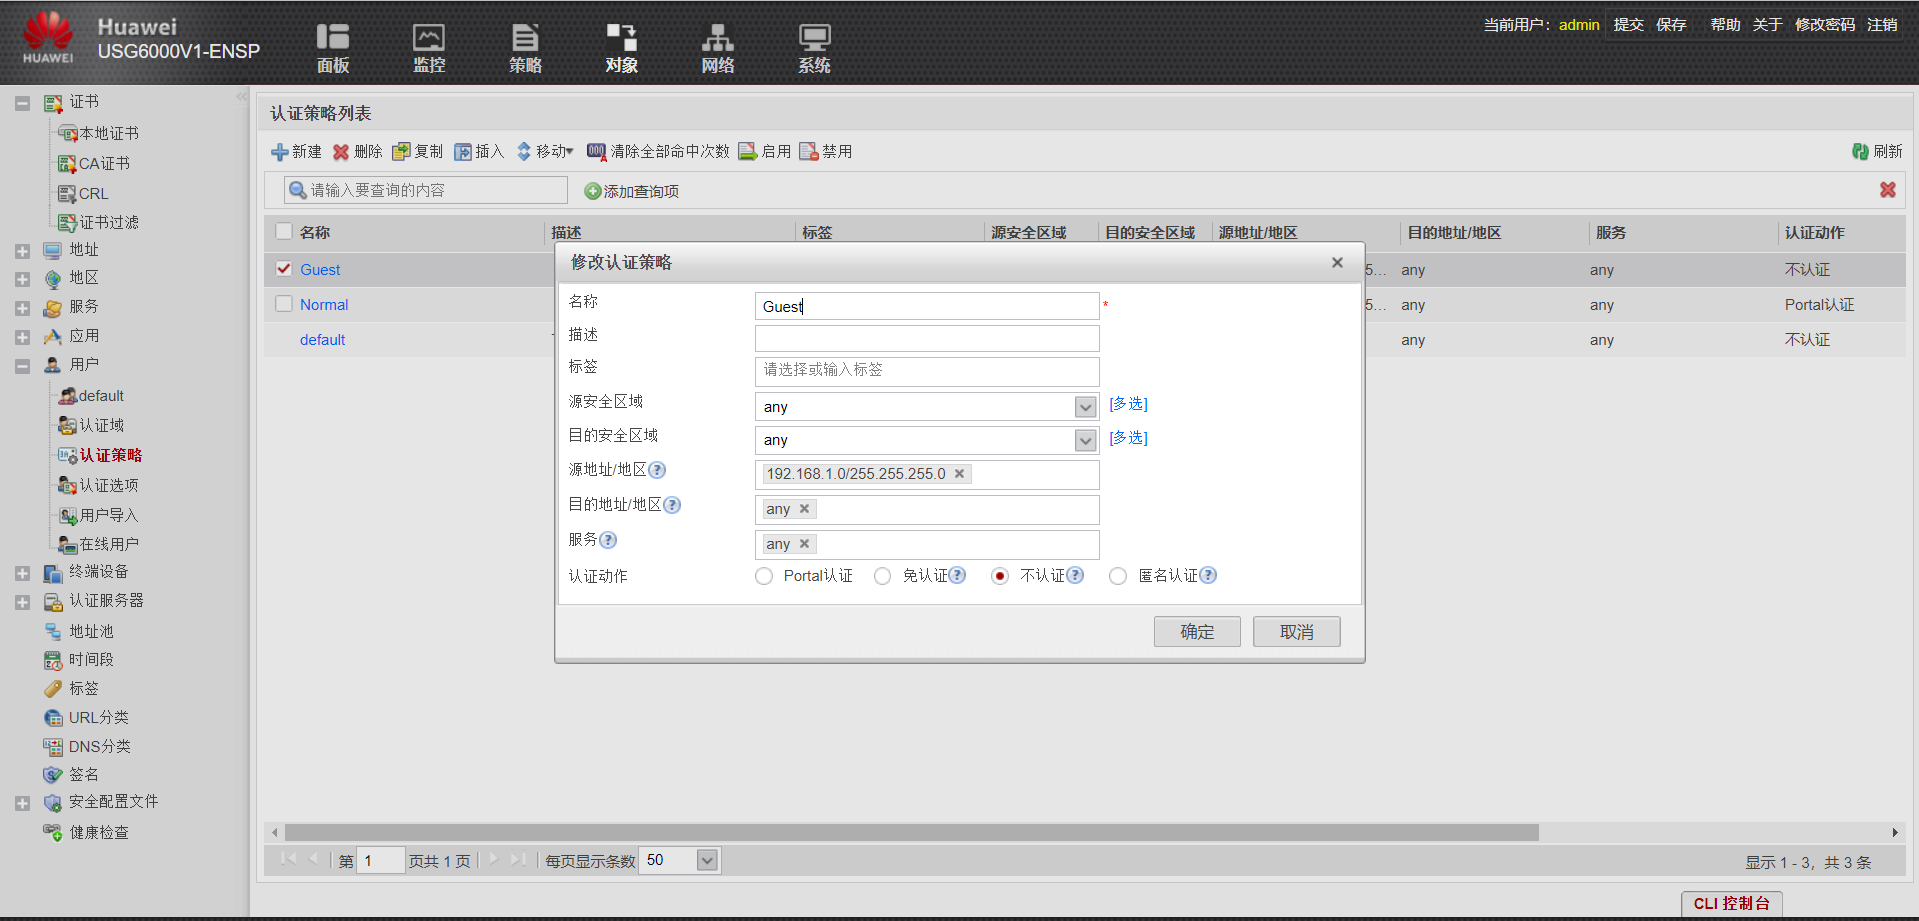 HUAWEI
Huawei
USG6000V1-ENSP
面板
监控
策略
对象
网络
系统
当前用户：admin 提交 保存 帮助 关于 修改密码 注销
证书
本地证书
CA证书
CRL
证书过滤
地址
地区
服务
应用
用户
default
认证域
认证策略
认证选项
用户导入
在线用户
终端设备
认证服务器
地址池
时间段
标签
URL分类
DNS分类
签名
安全配置文件
健康检查
认证策略列表
新建 删除 复制 插入 移动 清除全部命中次数 启用 禁用 刷新
请输入要查询的内容 添加查询项
名称 描述 标签 源安全区域 目的安全区域 源地址/地区 目的地址/地区 服务 认证动作
Guest 5... any any 不认证
Normal 5... any any Portal认证
default any any 不认证
修改认证策略
名称 Guest *
描述
标签 请选择或输入标签
源安全区域 any [多选]
目的安全区域 any [多选]
源地址/地区 192.168.1.0/255.255.255.0
目的地址/地区 any
服务 any
认证动作 Portal认证 免认证 不认证 匿名认证
确定 取消
第 1 页共 1 页 每页显示条数 50
显示 1 - 3，共 3 条
CLI 控制台